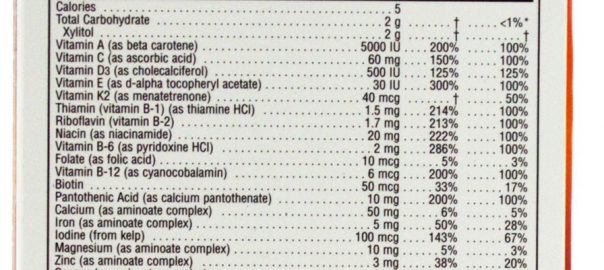 Calories 5
Total Carbohydrate 2 g † <1%*
Xylitol 2 g † †
Vitamin A (as beta carotene) 5000 IU 200% 100%
Vitamin C (as ascorbic acid) 60 mg 150% 100%
Vitamin D3 (as cholecalciferol) 500 IU 125% 125%
Vitamin E (as d-alpha tocopheryl acetate) 30 IU 300% 100%
Vitamin K2 (as menatetrenone) 40 mcg † 50%
Thiamin (vitamin B-1) (as thiamine HCl) 1.5 mg 214% 100%
Riboflavin (vitamin B-2) 1.7 mg 213% 100%
Niacin (as niacinamide) 20 mg 222% 100%
Vitamin B-6 (as pyridoxine HCl) 2 mg 286% 100%
Folate (as folic acid) 10 mcg 5% 3%
Vitamin B-12 (as cyanocobalamin) 6 mcg 200% 100%
Biotin 50 mcg 33% 17%
Pantothenic Acid (as calcium pantothenate) 10 mg 200% 100%
Calcium (as aminoate complex) 50 mg 6% 5%
Iron (as aminoate complex) 5 mg 50% 28%
Iodine (from kelp) 100 mcg 143% 67%
Magnesium (as aminoate complex) 10 mg 5% 3%
Zinc (as aminoate complex) 3 mg 38% 20%